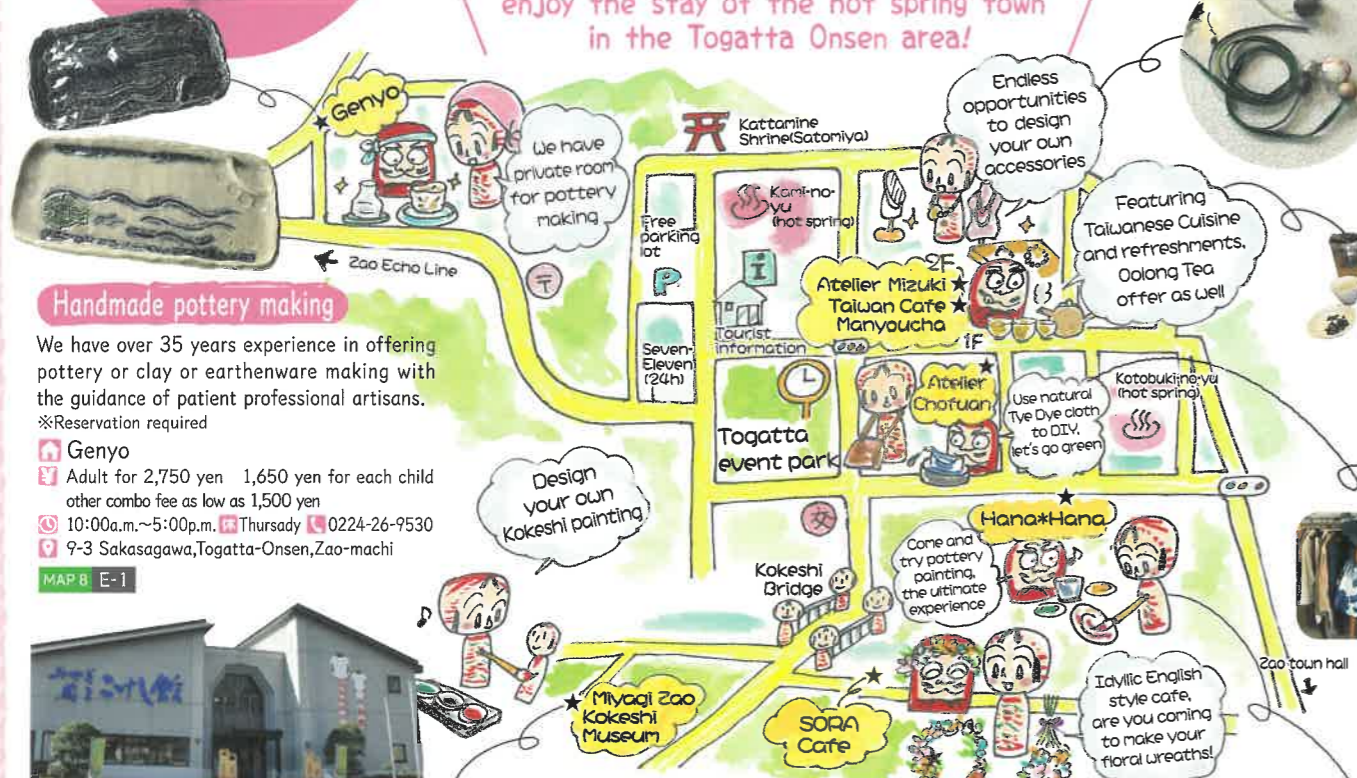 enjoy the stay of the hot spring town
in the Togatta Onsen area!
Genyo
We have
private room
for pottery
making
Zao Echo Line
〒
Kattamine
Shrine(Satomiya)
Free
parking
lot
P
Seven-
Eleven
(24h)
Kami-no-
yu
(hot spring)
i
Tourist
information
Togatta
event park
Endless
opportunities
to design
your own
accessories
Featuring
Taiwanese Cuisine
and refreshments,
Oolong Tea
offer as well
2F
Atelier Mizuki
Taiwan Cafe
Manyoucha
1F
Atelier
Chofuan
Use natural
Tye Dye cloth
to DIY,
let's go green
Kotobuki-no-yu
(hot spring)
Handmade pottery making
We have over 35 years experience in offering
pottery or clay or earthenware making with
the guidance of patient professional artisans.
※Reservation required
Genyo
¥ Adult for 2,750 yen 1,650 yen for each child
other combo fee as low as 1,500 yen
10:00a.m.~5:00p.m. 休 Thursady 0224-26-9530
9-3 Sakasagawa,Togatta-Onsen,Zao-machi
MAP 8 E-1
Design
your own
Kokeshi painting
文
Kokeshi
Bridge
Hana*Hana
Come and
try pottery
painting,
the ultimate
experience
Zao town hall
Miyagi Zao
Kokeshi
Museum
SORA
Cafe
Idyllic English
style cafe,
are you coming
to make your
floral wreaths!